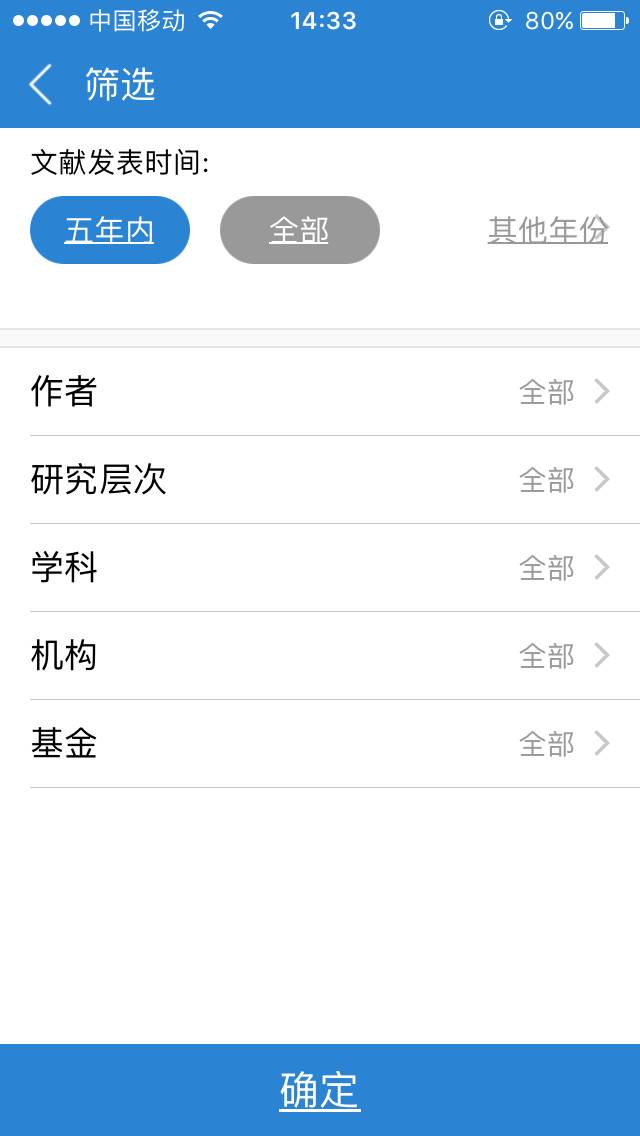 中国移动 14:33 80%
筛选
文献发表时间:
五年内 全部 其他年份
作者 全部
研究层次 全部
学科 全部
机构 全部
基金 全部
确定